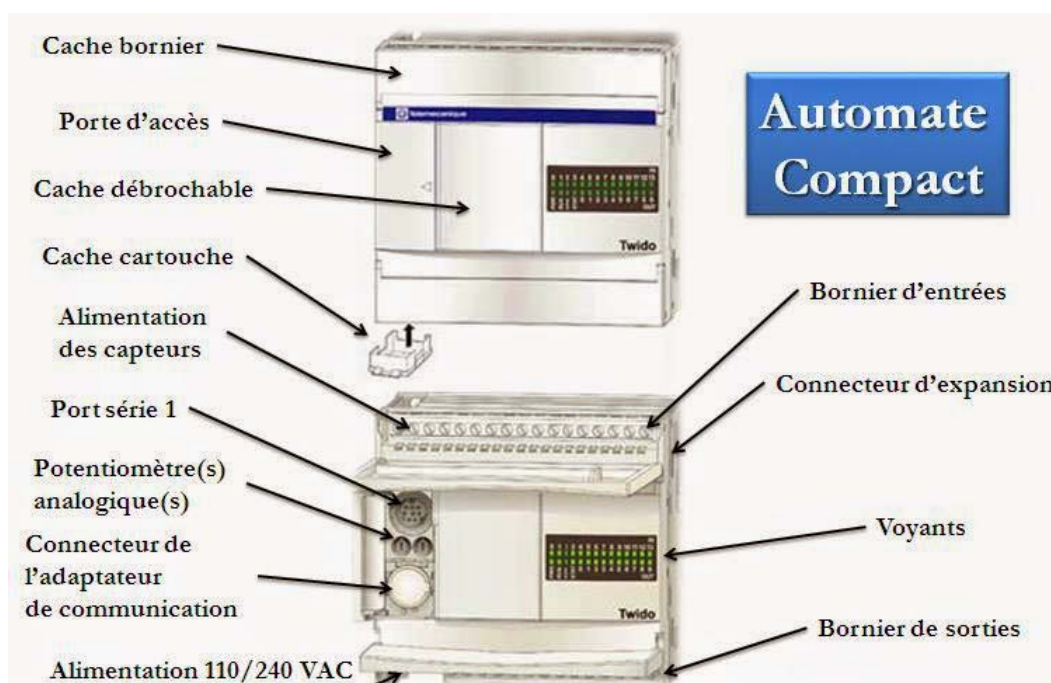 Cache bornier
Porte d'accès
Cache débrochable
Cache cartouche
Alimentation
des capteurs
Port série 1
Potentiomètre(s)
analogique(s)
Connecteur de
l'adaptateur
de communication
Alimentation 110/240 VAC
Telemecanique
Twido
Automate
Compact
Bornier d'entrées
Connecteur d'expansion
Voyants
Twido
Bornier de sorties